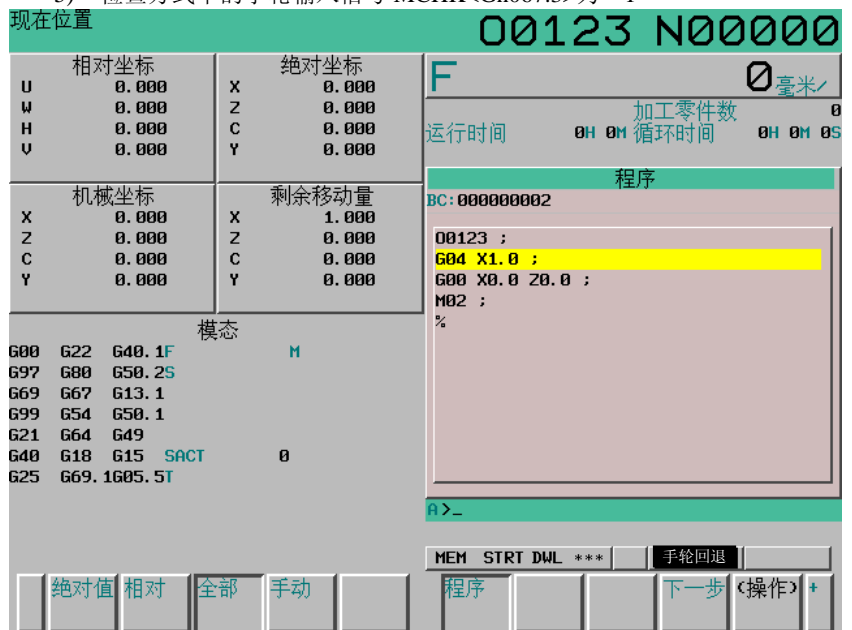 现在位置 O0123 N00000
相对坐标 绝对坐标
U 0.000 X 0.000
W 0.000 Z 0.000
H 0.000 C 0.000
V 0.000 Y 0.000
机械坐标 剩余移动量
X 0.000 X 1.000
Z 0.000 Z 0.000
C 0.000 C 0.000
Y 0.000 Y 0.000
模态
G00 G22 G40.1F M
G97 G80 G50.2S
G69 G67 G13.1
G99 G54 G50.1
G21 G64 G49
G40 G18 G15 SACT 0
G25 G69.1G05.5T
F 0毫米/
加工零件数 0
运行时间 0H 0M 循环时间 0H 0M 0S
程序
BC:000000002
O0123 ;
G04 X1.0 ;
G00 X0.0 Z0.0 ;
M02 ;
%
A>_
MEM STRT DWL *** 手轮回退
绝对值 相对 全部 手动 程序 下一步 (操作) +